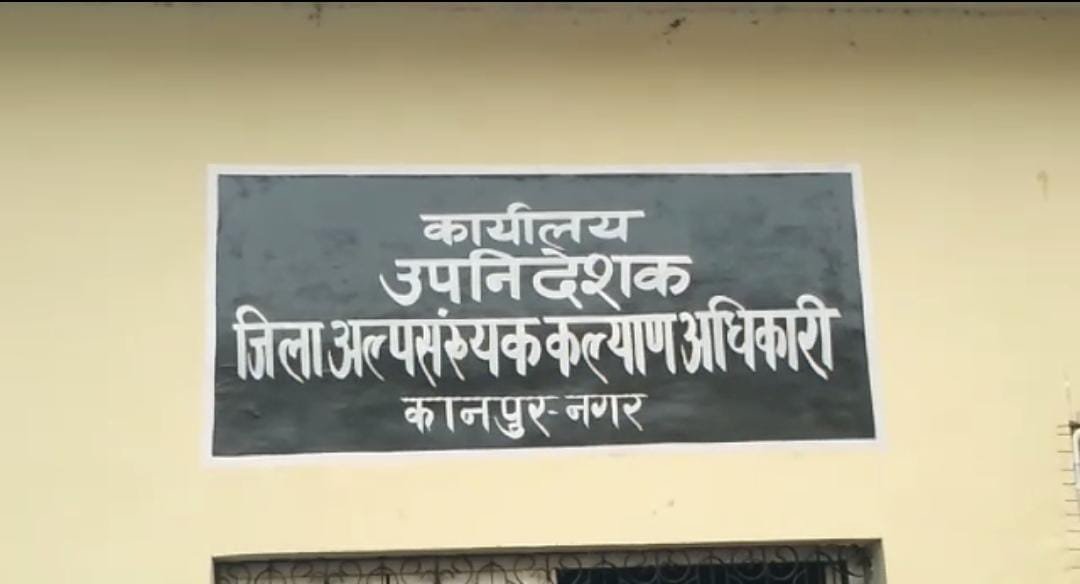 कार्यालय
उपनिदेशक
जिला अल्पसंख्यक कल्याण अधिकारी
कानपुर-नगर